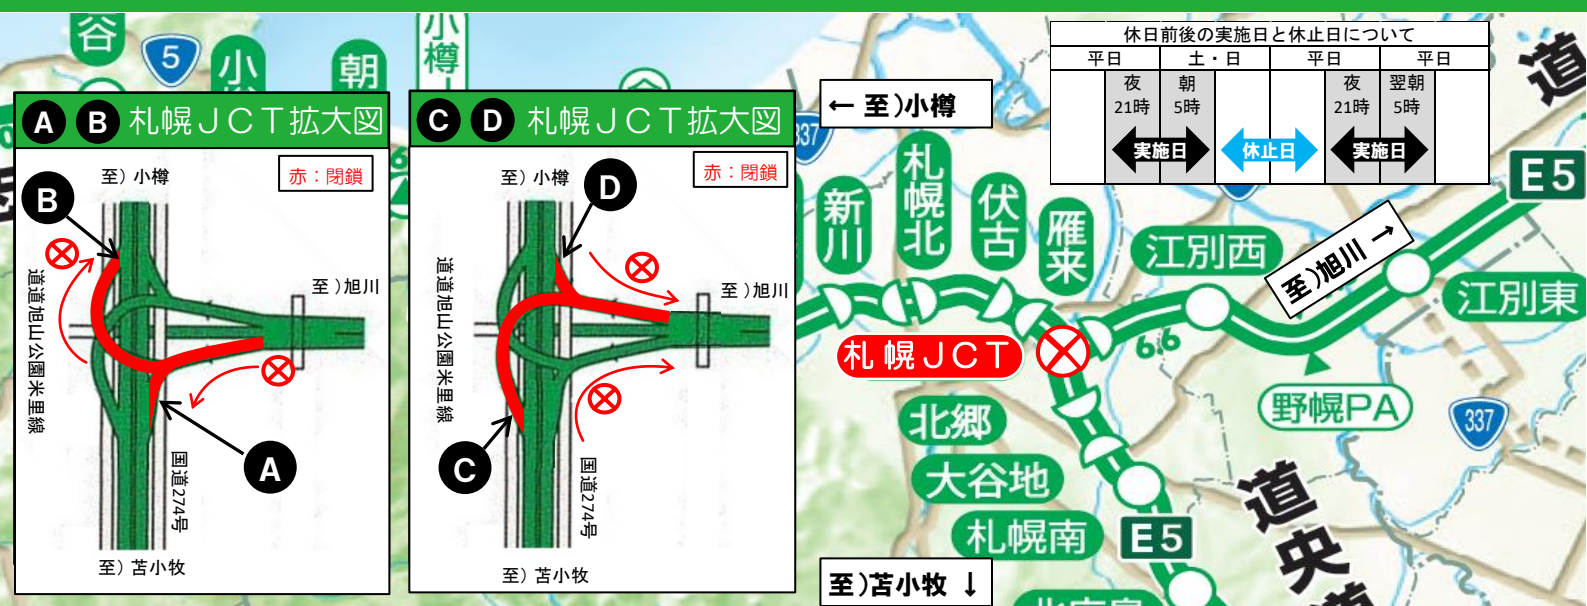 谷
5
小
朝
小樽
A B 札幌JCT拡大図
赤：閉鎖
至）小樽
B
至）旭川
道道旭山公園米里線
A
国道274号
至）苫小牧
C D 札幌JCT拡大図
赤：閉鎖
至）小樽
D
至）旭川
道道旭山公園米里線
C
国道274号
至）苫小牧
← 至)小樽
337
休日前後の実施日と休止日について
平日 土・日 平日 平日
夜 朝 夜 翌朝
21時 5時 21時 5時
実施日 休止日 実施日
道
E5
新川
札幌北
伏古
雁来
江別西
至)旭川 →
江別東
札幌JCT
6.6
野幌PA
337
北郷
大谷地
札幌南
E5
道央道
至)苫小牧 ↓